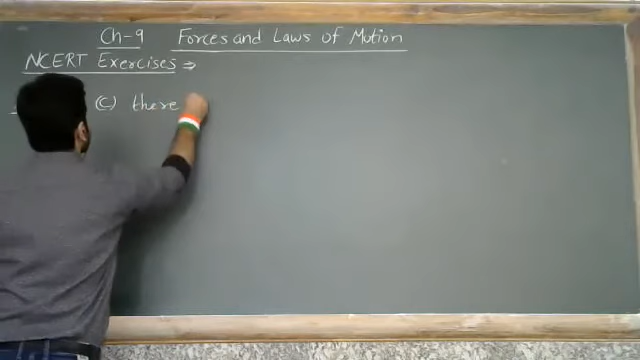 Ch-9 Forces and Laws of Motion
NCERT Exercises ⇒
(C) there